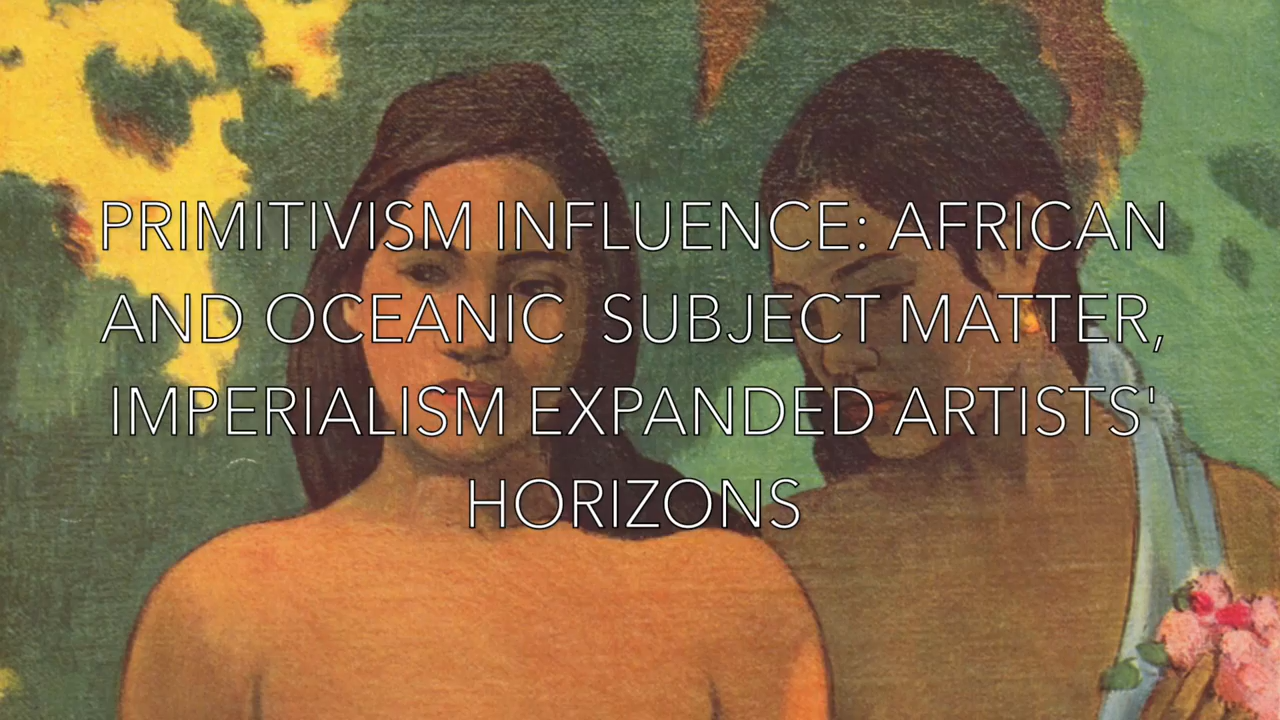 PRIMITIVISM INFLUENCE: AFRICAN
AND OCEANIC  SUBJECT MATTER,
IMPERIALISM EXPANDED ARTISTS'
HORIZONS